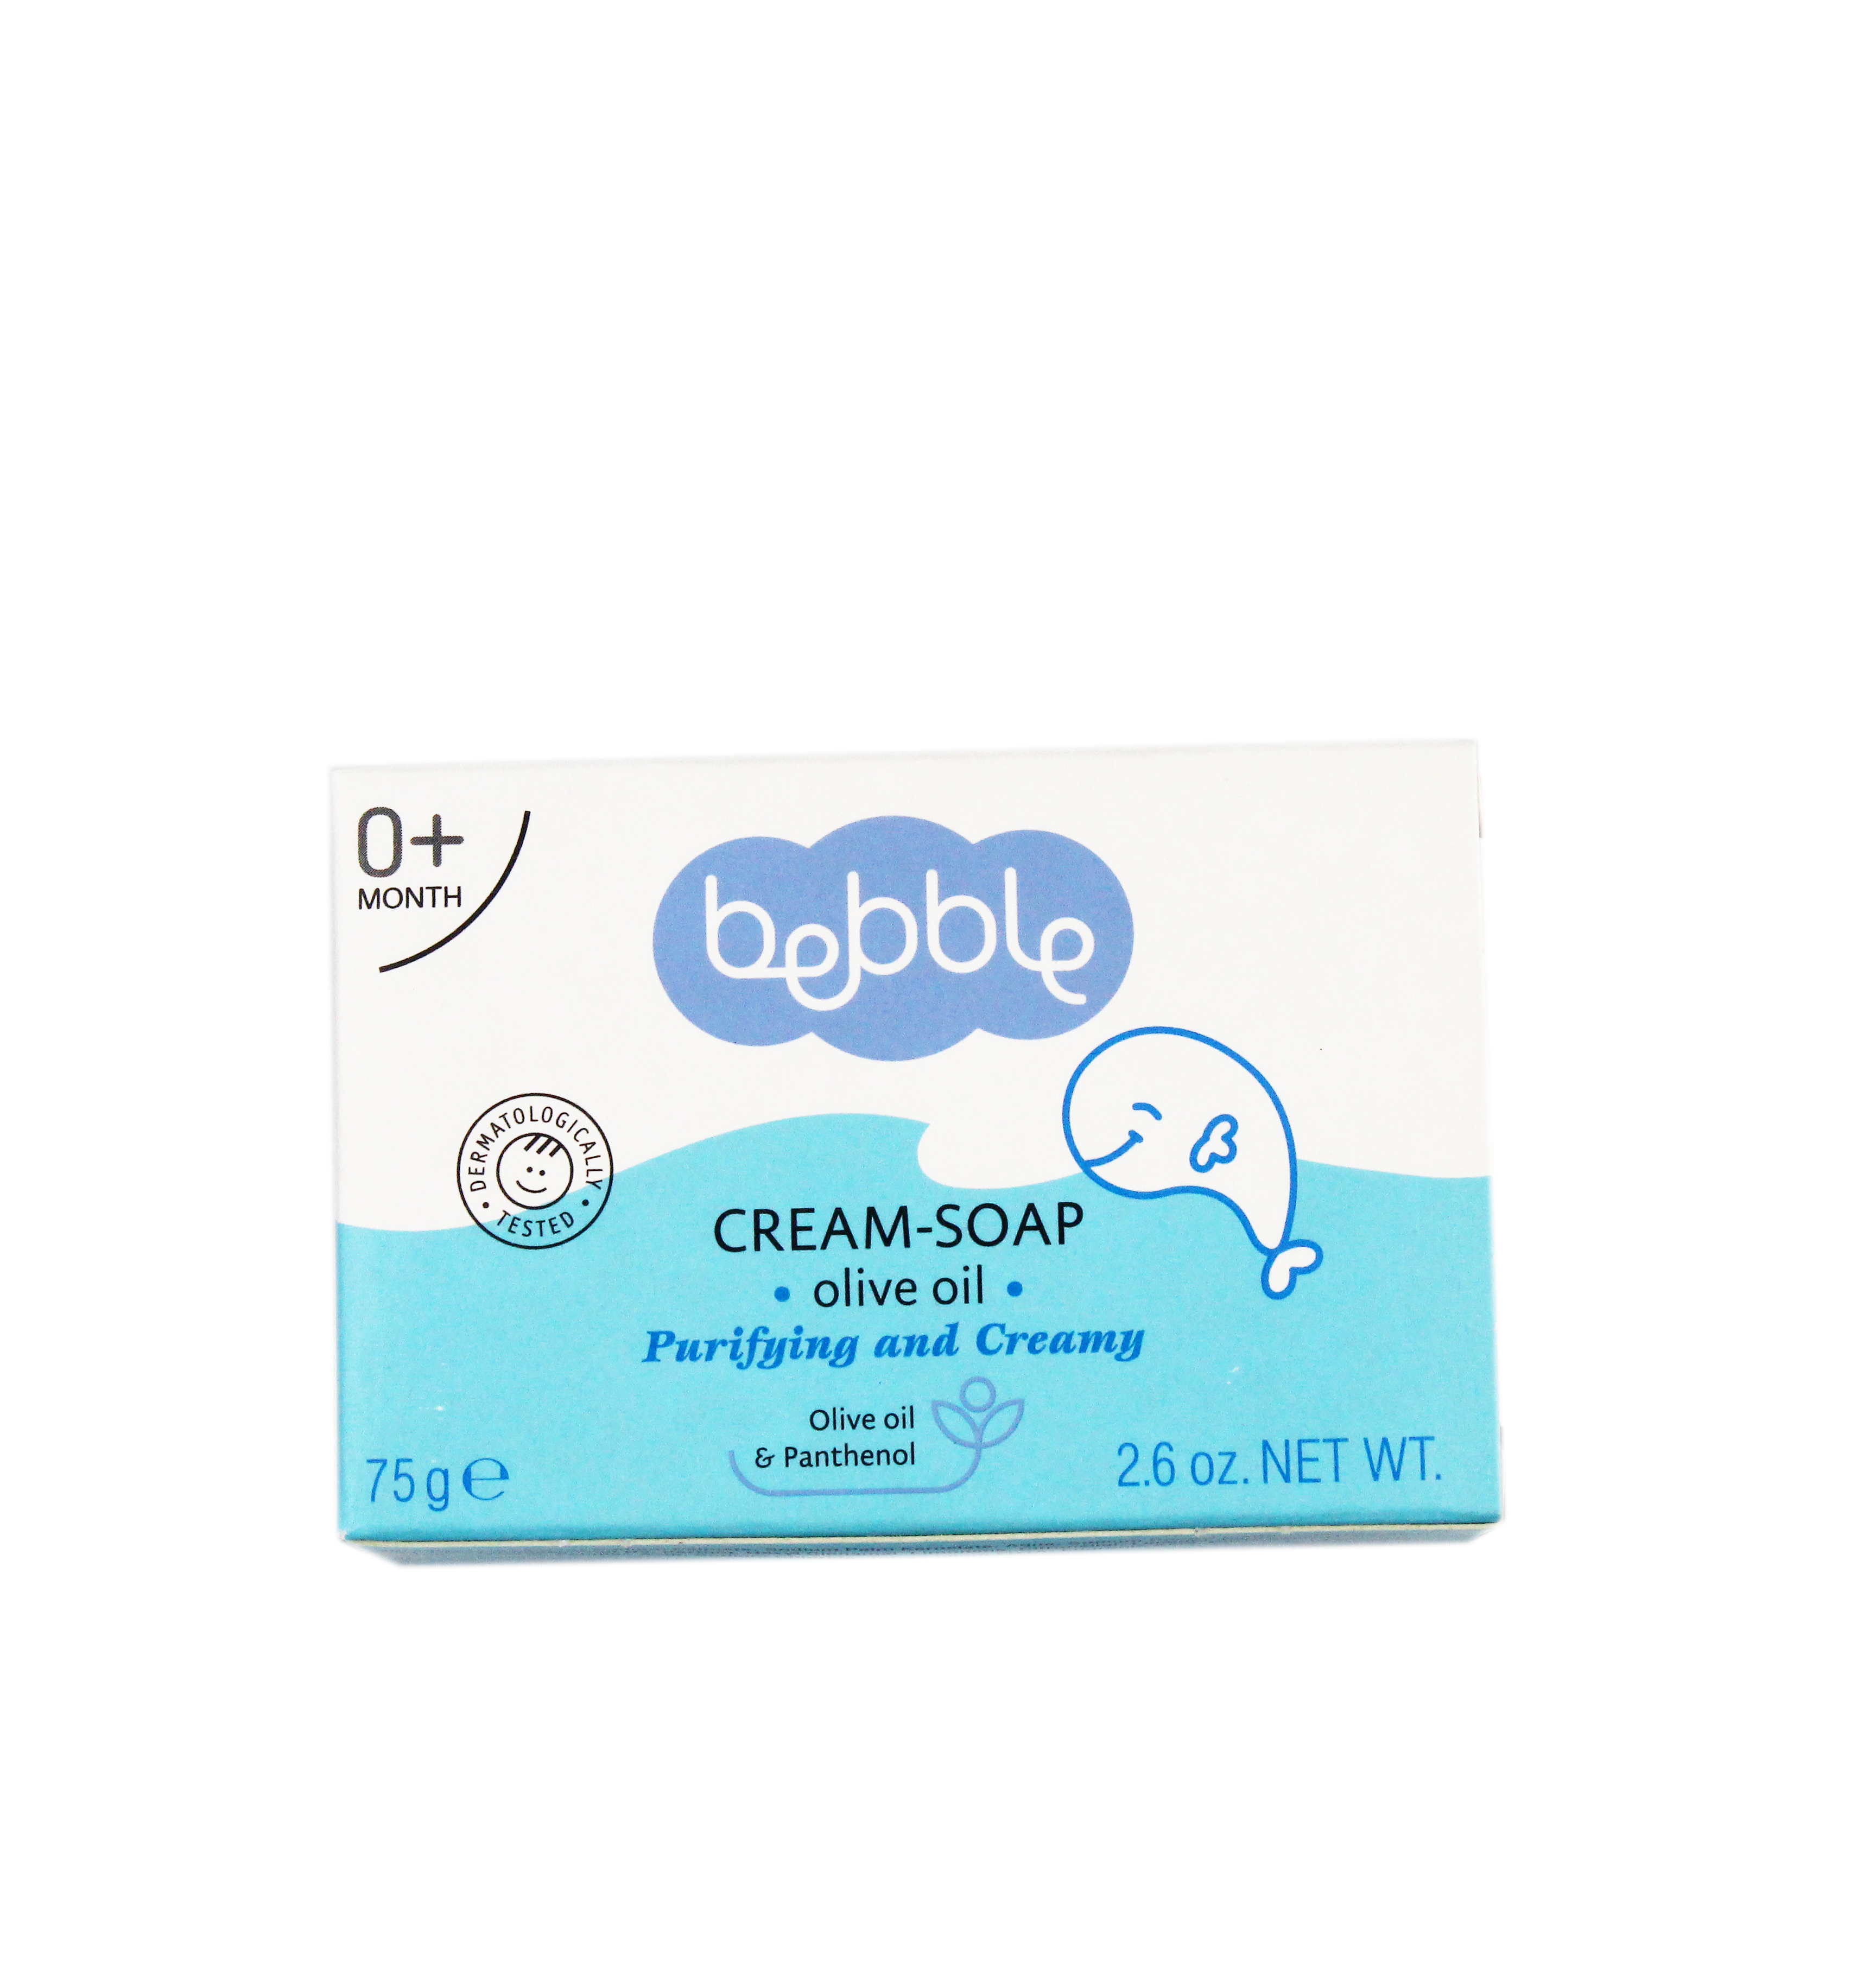 0+
MONTH
bebble
DERMATOLOGICALLY
• TESTED •
CREAM-SOAP
• olive oil •
Purifying and Creamy
Olive oil
& Panthenol
75 g ℮
2.6 oz. NET WT.